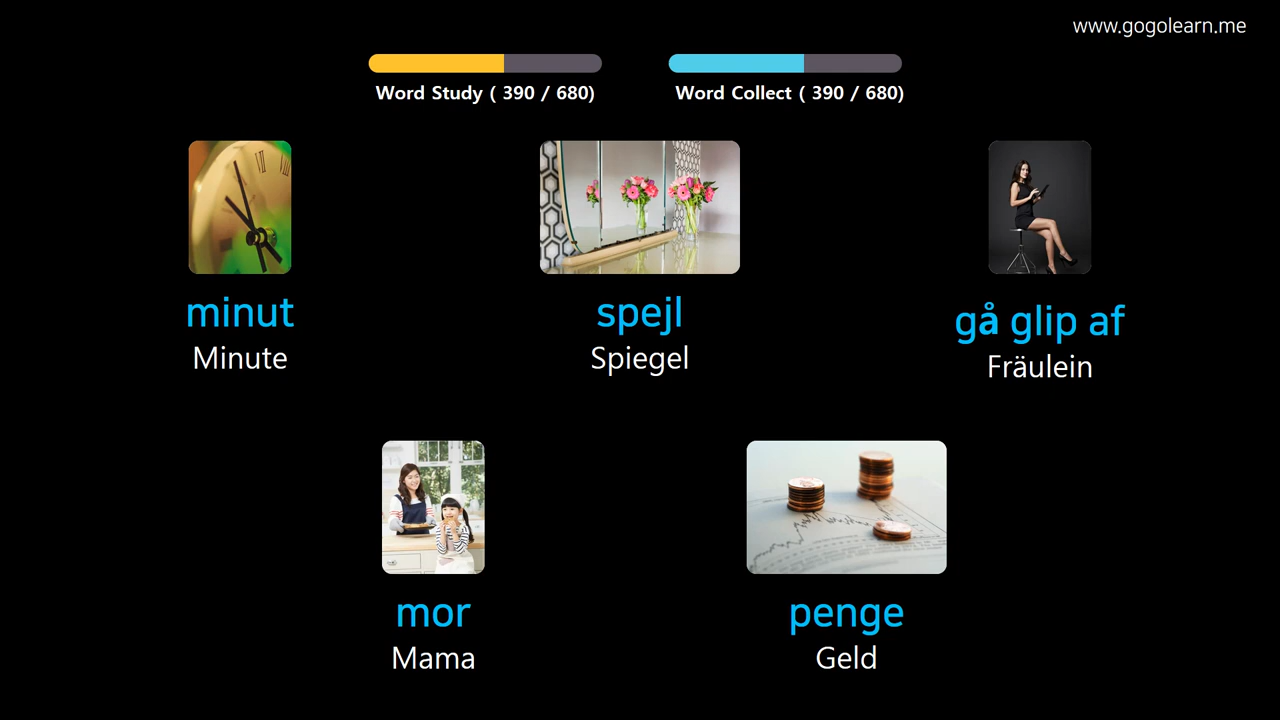 www.gogolearn.me
Word Study ( 390 / 680)
Word Collect ( 390 / 680)
minut
Minute
spejl
Spiegel
gå glip af
Fräulein
mor
Mama
penge
Geld